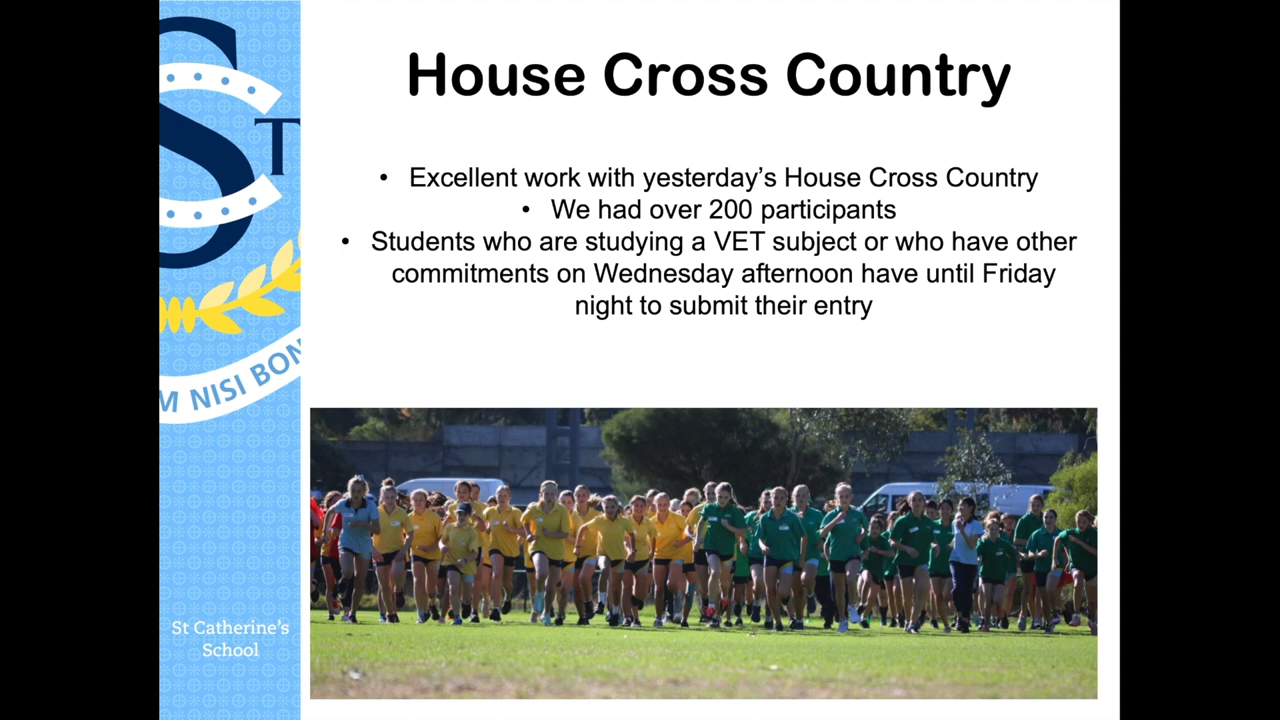 House Cross Country
• Excellent work with yesterday's House Cross Country
• We had over 200 participants
• Students who are studying a VET subject or who have other
commitments on Wednesday afternoon have until Friday
night to submit their entry
ST
NISI BON
St Catherine's
School